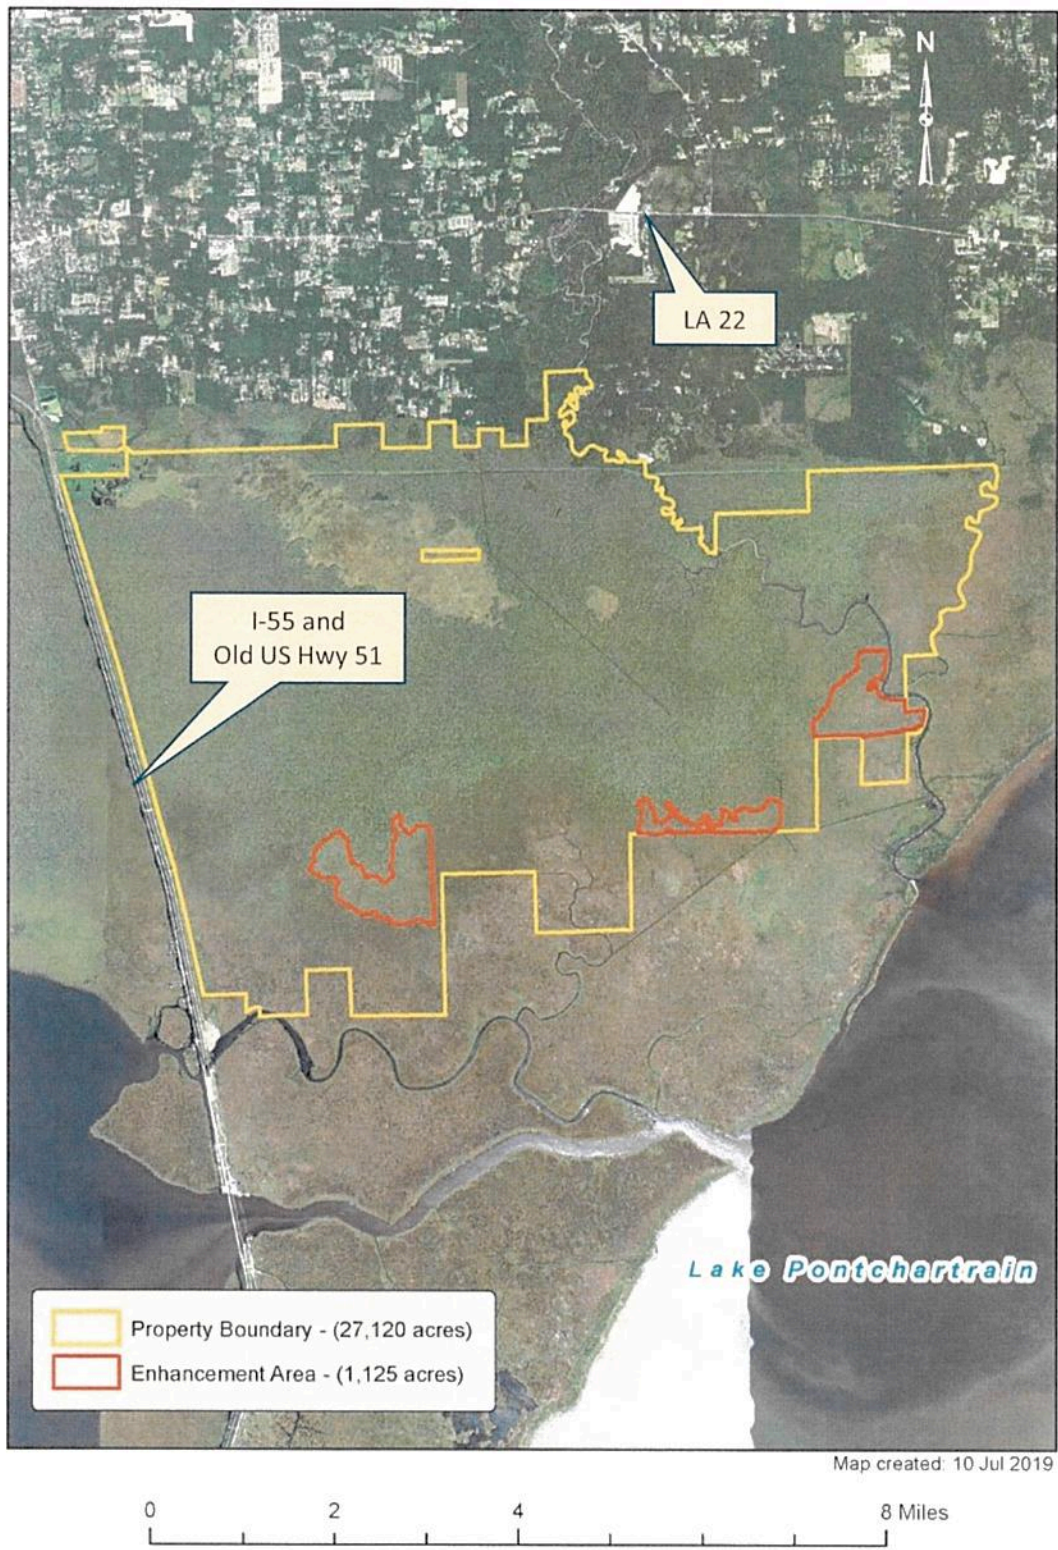 N
LA 22
I-55 and
Old US Hwy 51
Lake Pontchartrain
Property Boundary - (27,120 acres)
Enhancement Area - (1,125 acres)
Map created: 10 Jul 2019
0 2 4 8 Miles